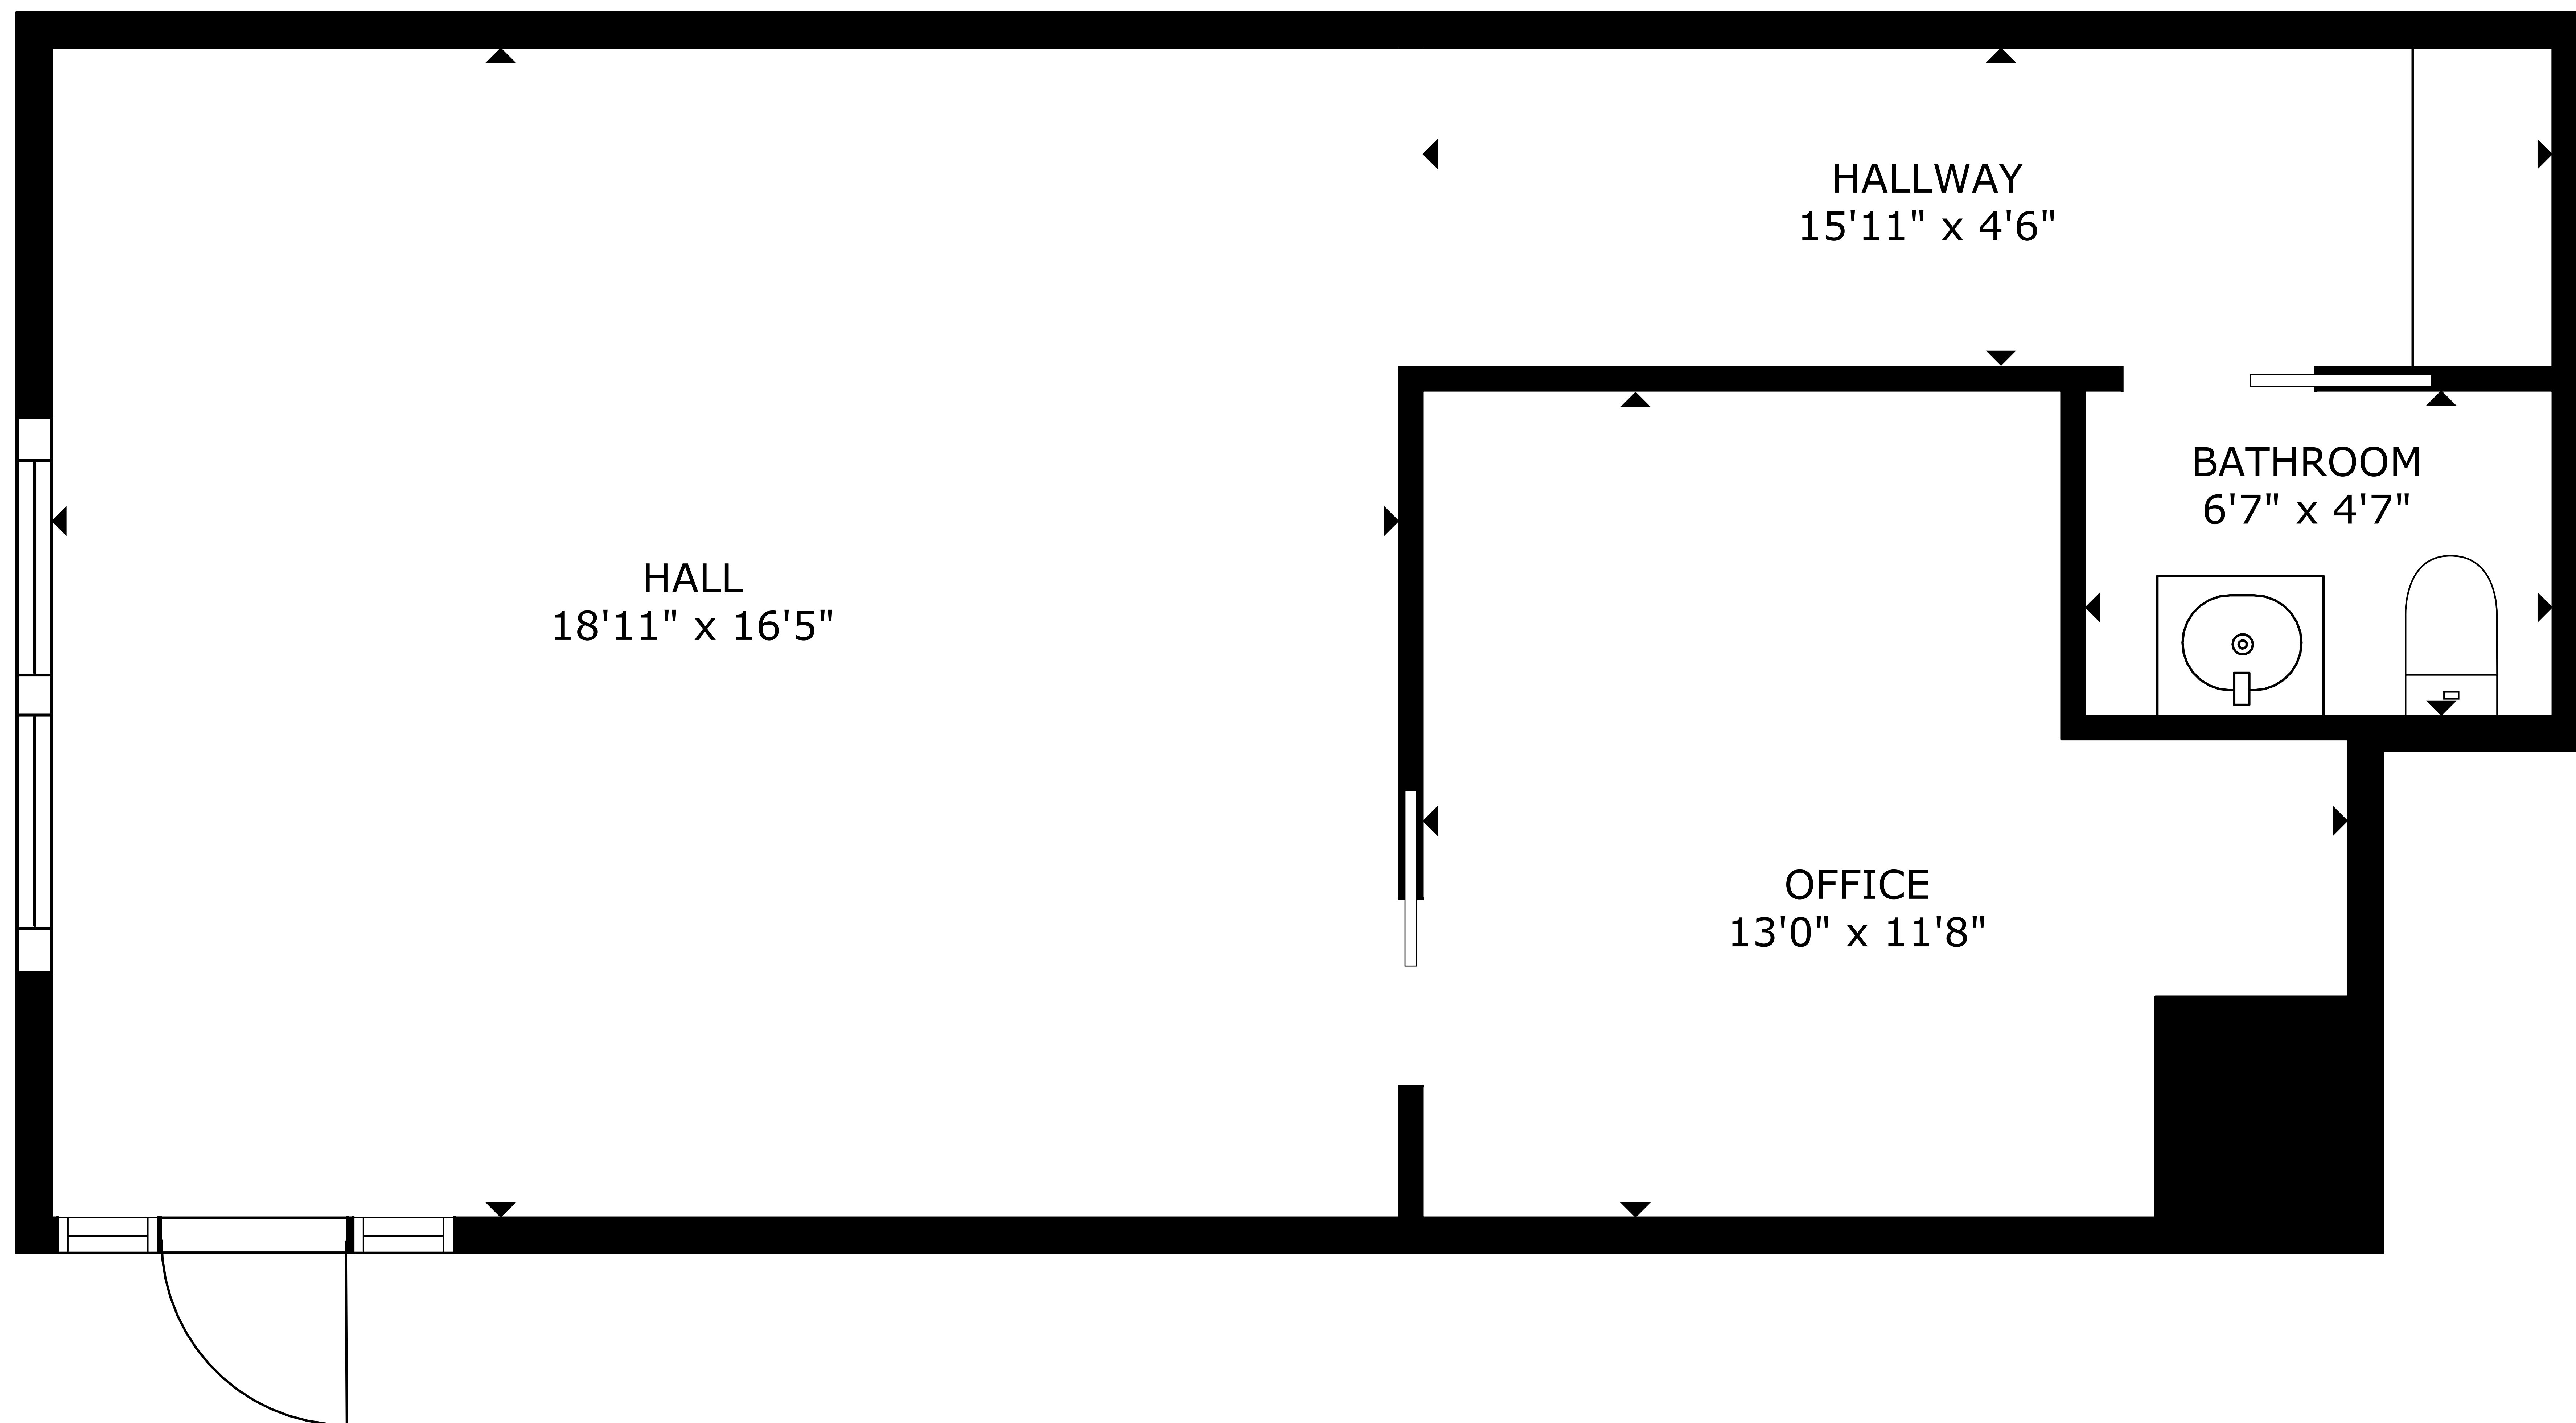 HALLWAY
15'11" x 4'6"
BATHROOM
6'7" x 4'7"
HALL
18'11" x 16'5"
OFFICE
13'0" x 11'8"